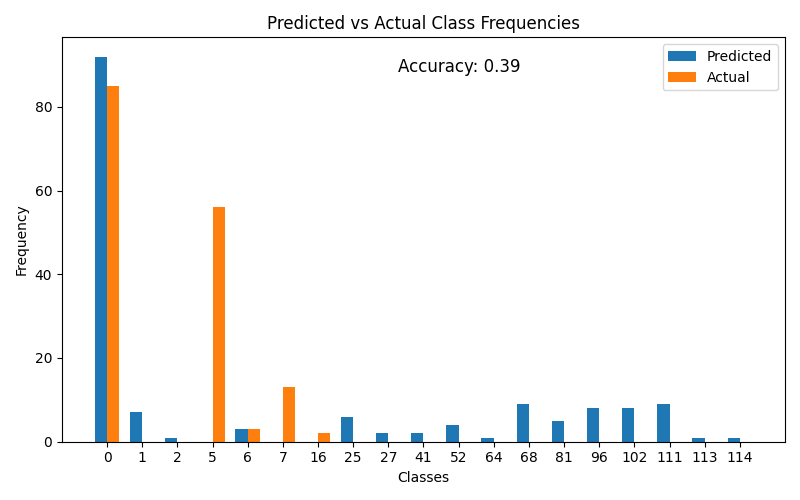 Predicted vs Actual Class Frequencies
Accuracy: 0.39
Predicted
Actual
Frequency
80
60
40
20
0
0 1 2 5 6 7 16 25 27 41 52 64 68 81 96 102 111 113 114
Classes